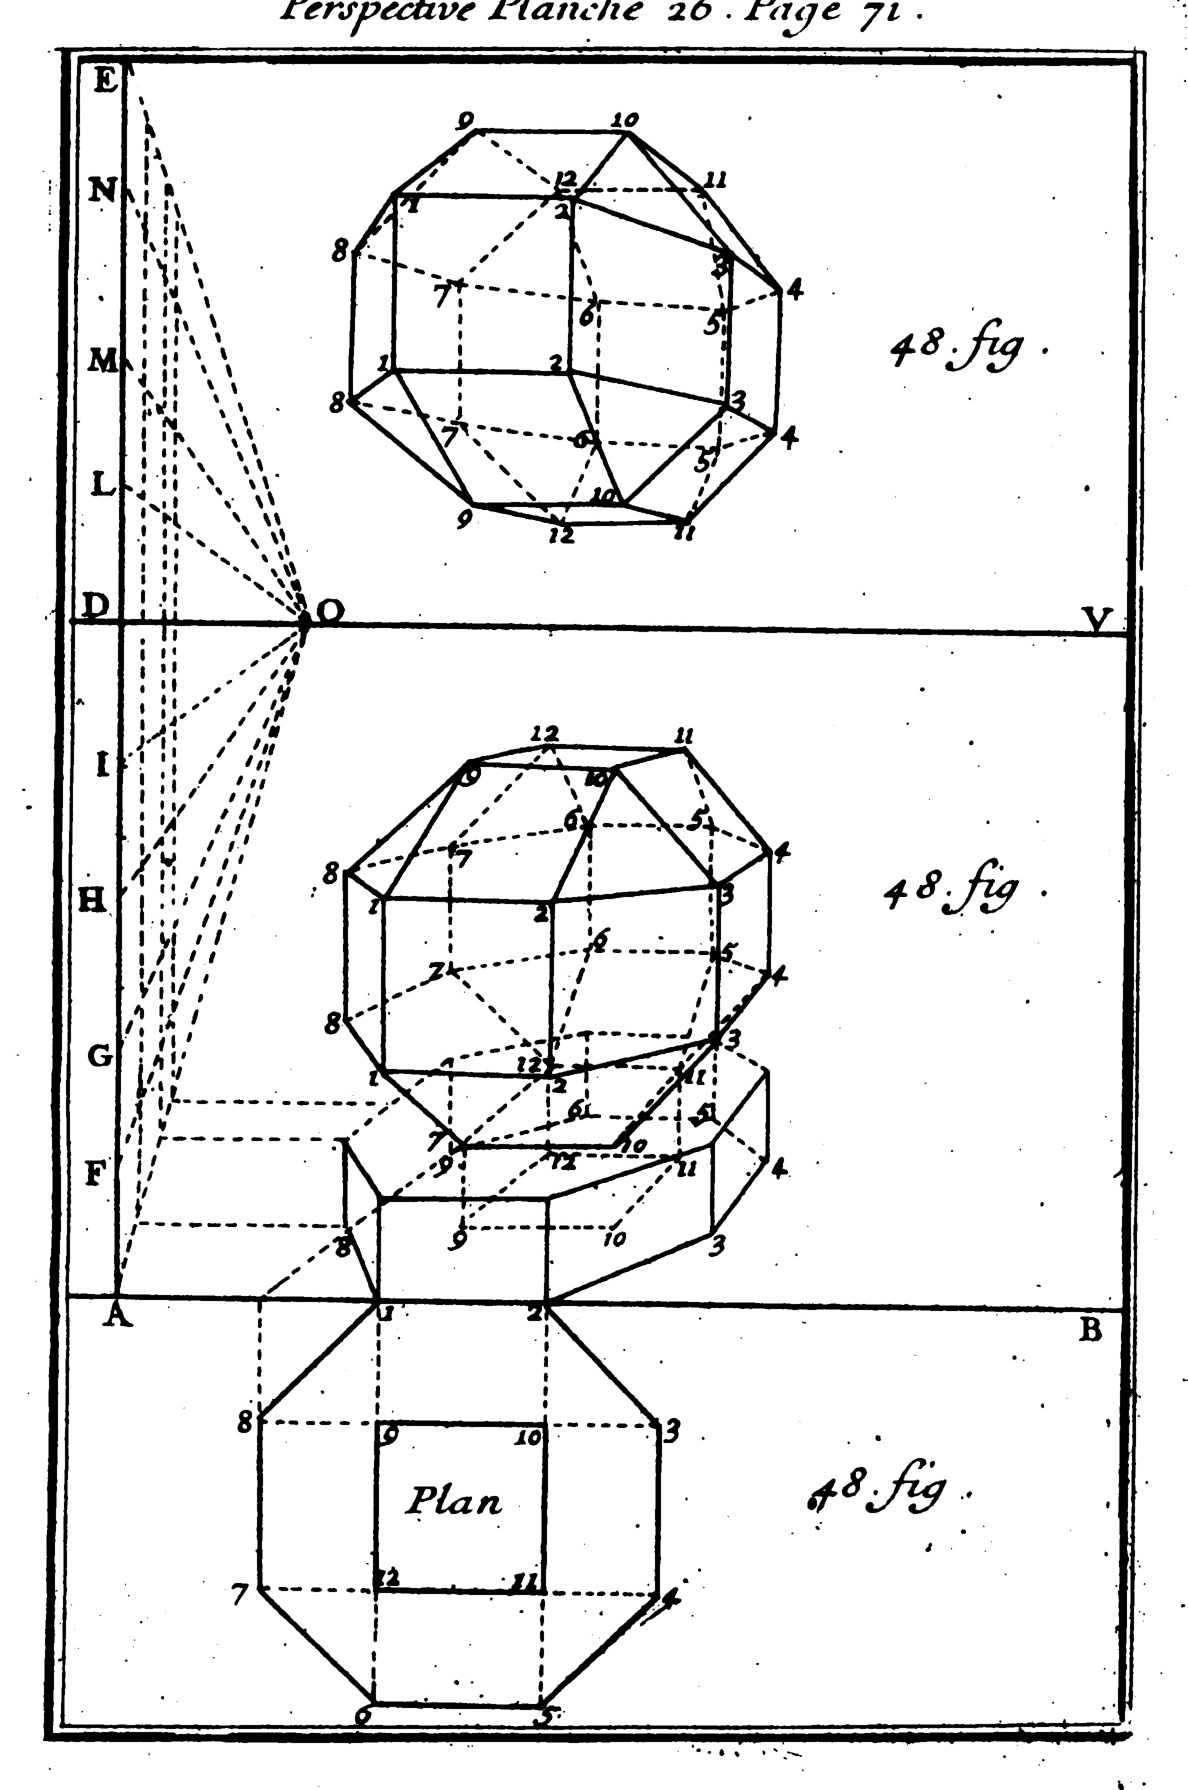 Perspective Planche 26. Page 71.
E
9 10
N 12 11
1 2
8 3
7 6 5 4
48. fig.
M 1 2
8 3
7 6 4
5
L
9 10
12 11
D O V
12 11
I 9 10
6 5
8 7 4
H 1 2 3
48. fig.
6 5
7 4
8 3
G 12
1 2 11
6 5
7 10
9 12 11 4
F
8 9 10 3
A 1 2 B
8 9 10 3
Plan
48. fig.
7 12 11 4
6 5